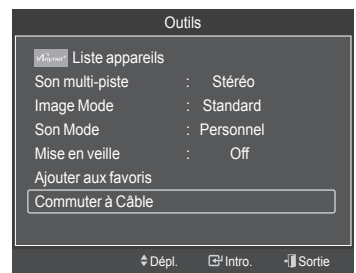 Outils
Anynet+ Liste appareils
Son multi-piste : Stéréo
Image Mode : Standard
Son Mode : Personnel
Mise en veille : Off
Ajouter aux favoris
Commuter à Câble
Dépl. Intro. Sortie